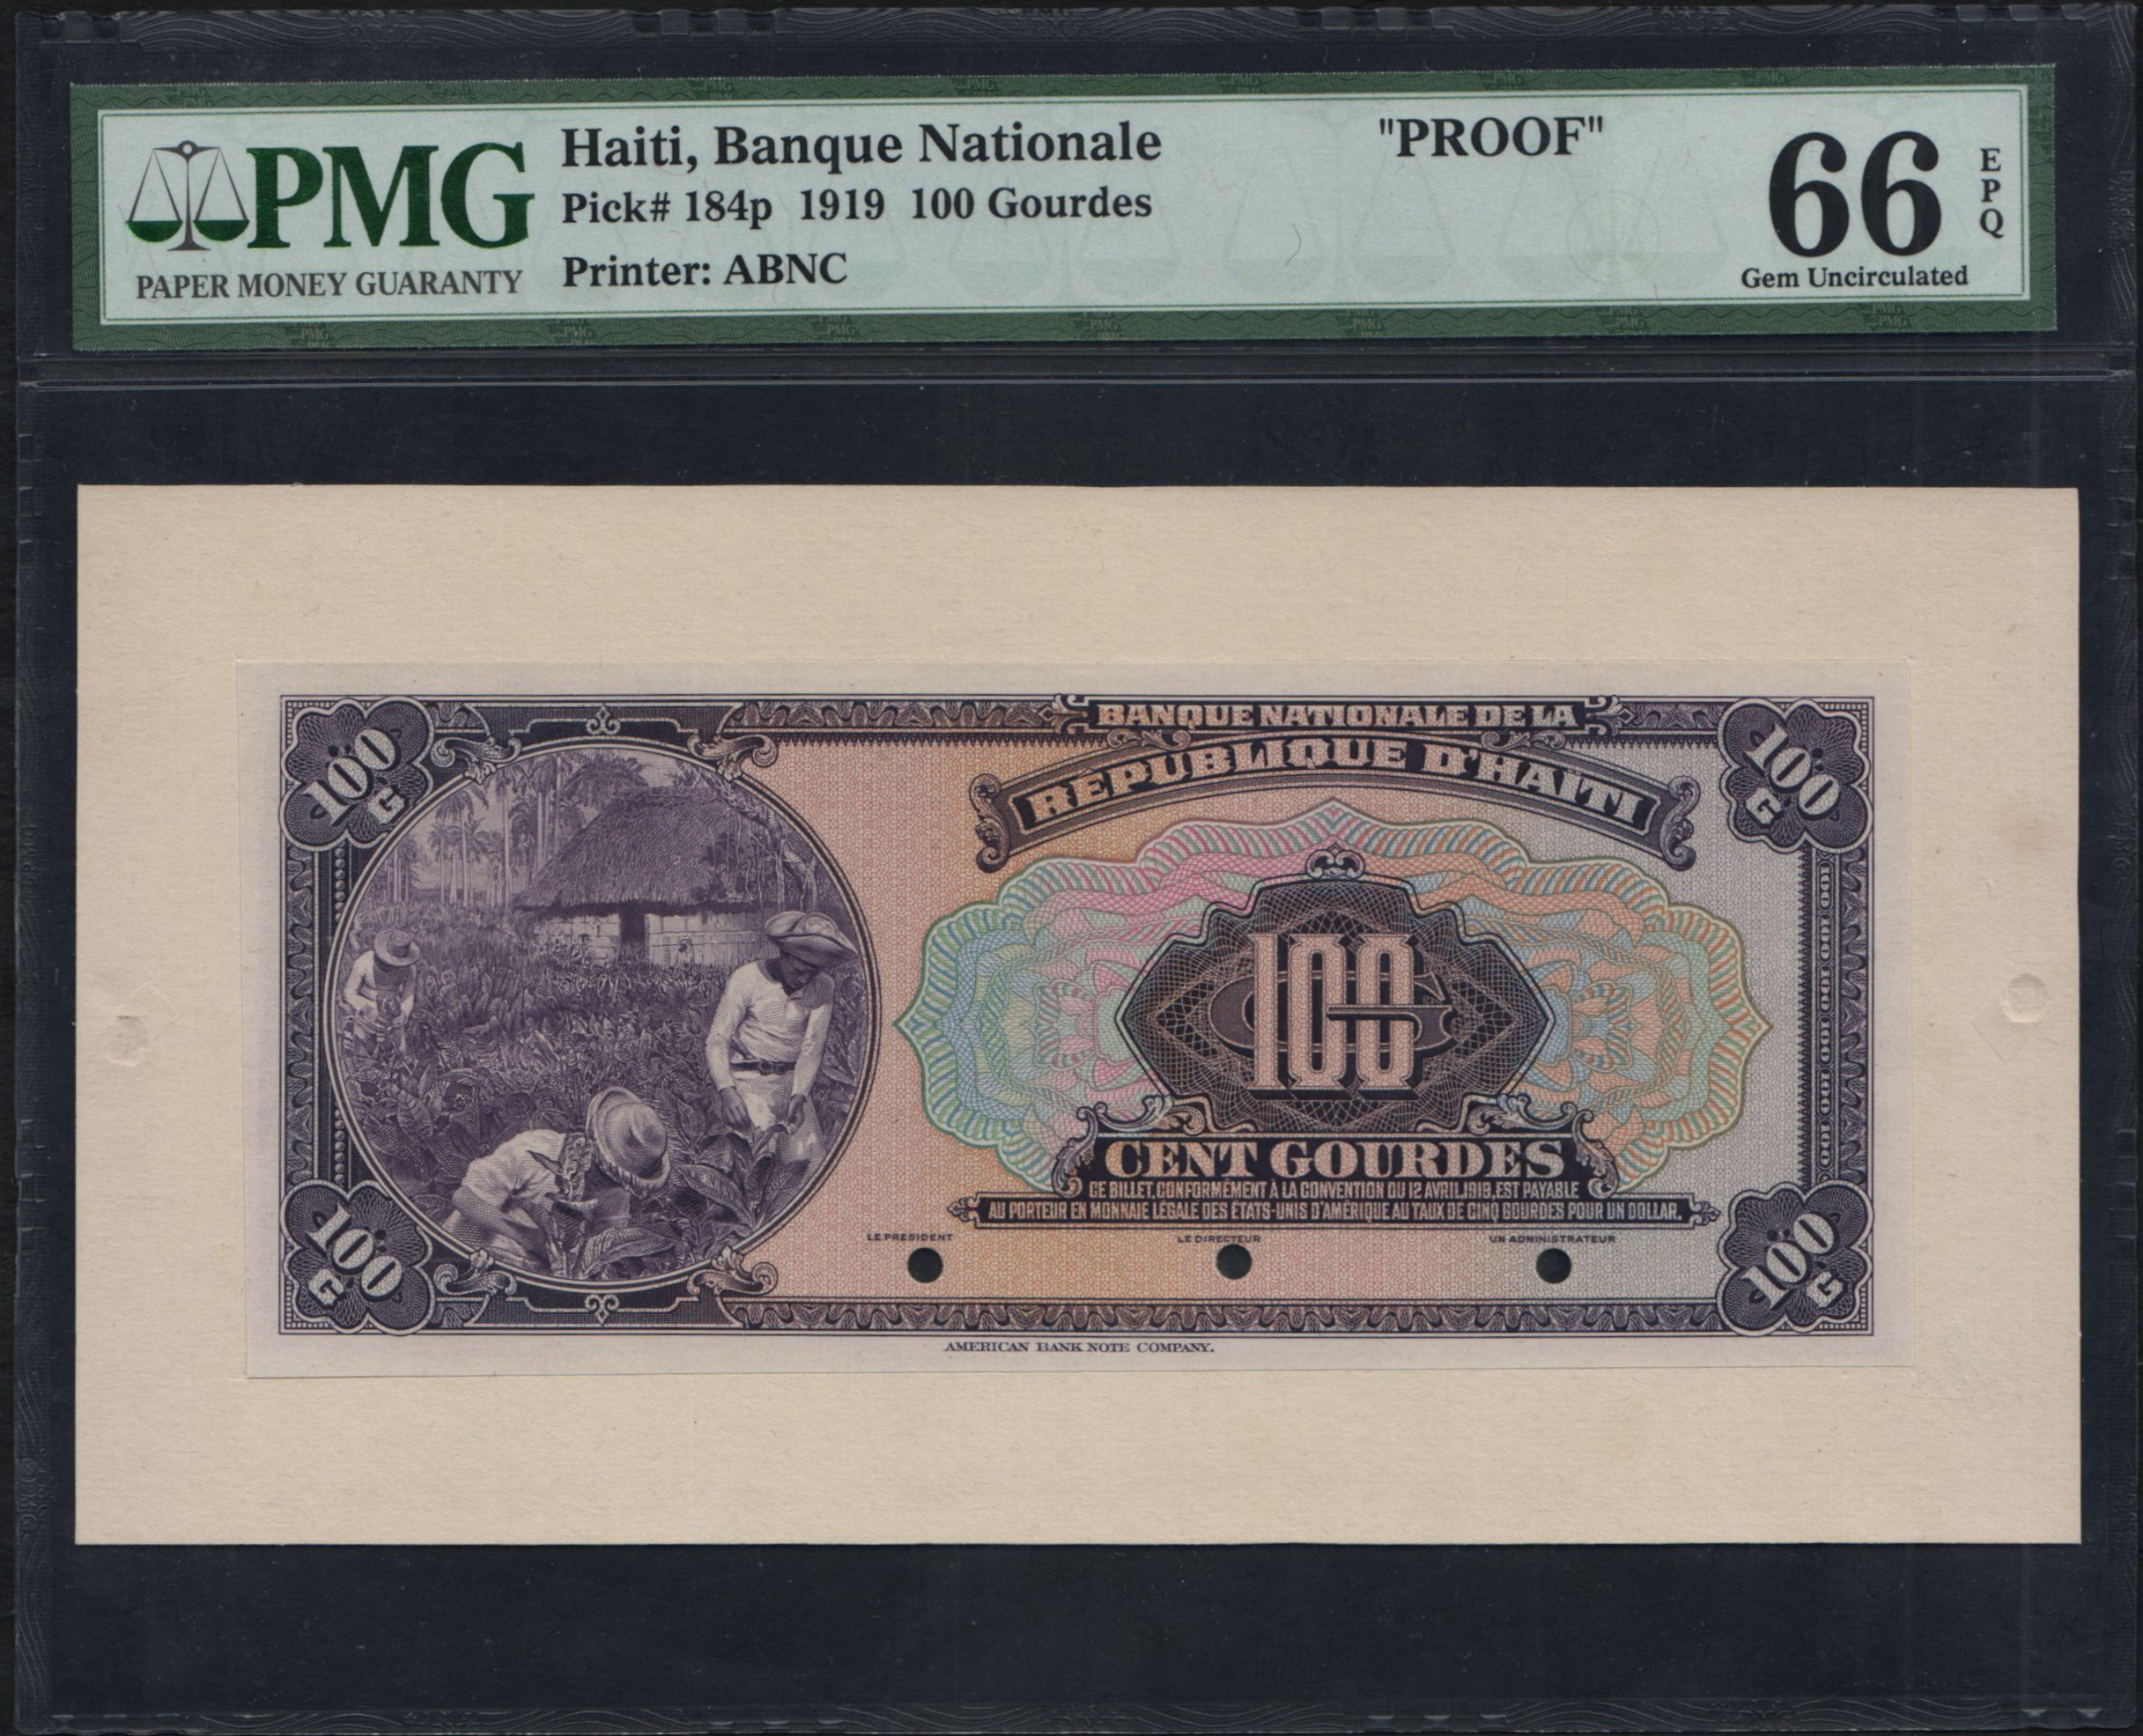 PMG
PAPER MONEY GUARANTY
Haiti, Banque Nationale
Pick# 184p 1919 100 Gourdes
Printer: ABNC
"PROOF"
66
EPQ
Gem Uncirculated
BANQUE NATIONALE DE LA
RÉPUBLIQUE D'HAITI
100 G
100 G
100
G
CENT GOURDES
CE BILLET, CONFORMÉMENT À LA CONVENTION DU 12 AVRIL, 1919, EST PAYABLE
AU PORTEUR EN MONNAIE LÉGALE DES ÉTATS-UNIS D'AMÉRIQUE AU TAUX DE CINQ GOURDES POUR UN DOLLAR.
LE PRESIDENT
LE DIRECTEUR
UN ADMINISTRATEUR
100 G
100 G
AMERICAN BANK NOTE COMPANY.